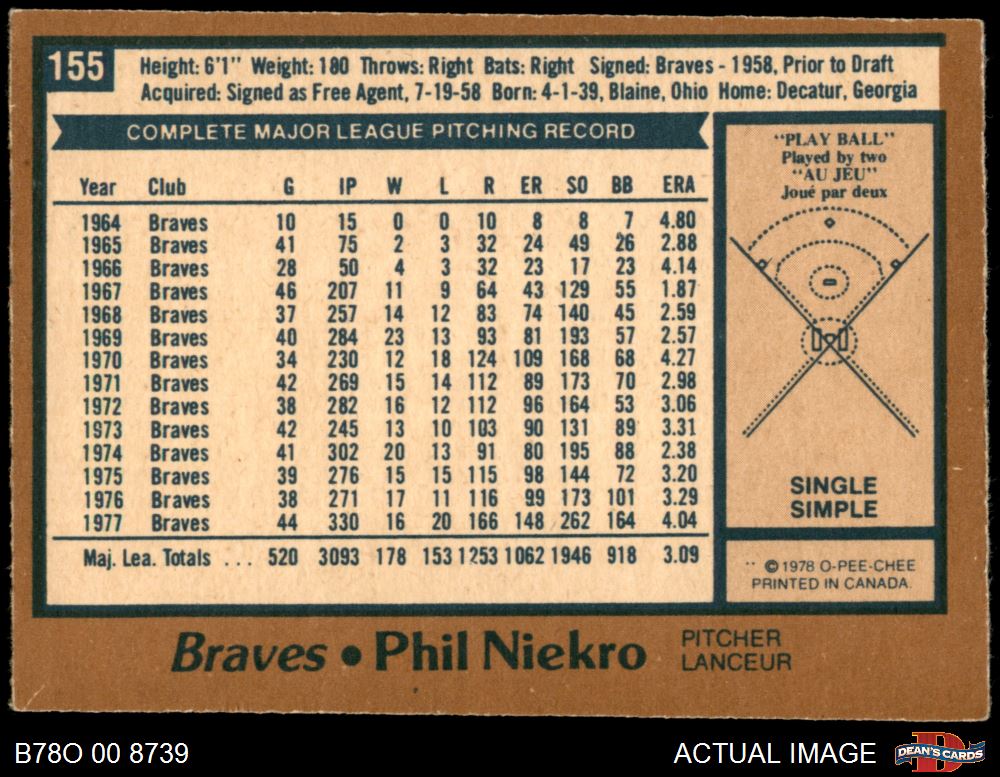 155
Height: 6'1" Weight: 180 Throws: Right Bats: Right Signed: Braves - 1958, Prior to Draft
Acquired: Signed as Free Agent, 7-19-58 Born: 4-1-39, Blaine, Ohio Home: Decatur, Georgia
COMPLETE MAJOR LEAGUE PITCHING RECORD
Year Club G IP W L R ER SO BB ERA
1964 Braves 10 15 0 0 10 8 8 7 4.80
1965 Braves 41 75 2 3 32 24 49 26 2.88
1966 Braves 28 50 4 3 32 23 17 23 4.14
1967 Braves 46 207 11 9 64 43 129 55 1.87
1968 Braves 37 257 14 12 83 74 140 45 2.59
1969 Braves 40 284 23 13 93 81 193 57 2.57
1970 Braves 34 230 12 18 124 109 168 68 4.27
1971 Braves 42 269 15 14 112 89 173 70 2.98
1972 Braves 38 282 16 12 112 96 164 53 3.06
1973 Braves 42 245 13 10 103 90 131 89 3.31
1974 Braves 41 302 20 13 91 80 195 88 2.38
1975 Braves 39 276 15 15 115 98 144 72 3.20
1976 Braves 38 271 17 11 116 99 173 101 3.29
1977 Braves 44 330 16 20 166 148 262 164 4.04
Maj. Lea. Totals ... 520 3093 178 153 1253 1062 1946 918 3.09
"PLAY BALL"
Played by two
"AU JEU"
Joué par deux
SINGLE
SIMPLE
©1978 O-PEE-CHEE
PRINTED IN CANADA.
Braves • Phil Niekro
PITCHER
LANCEUR
B78O 00 8739
ACTUAL IMAGE
DEAN'S CARDS